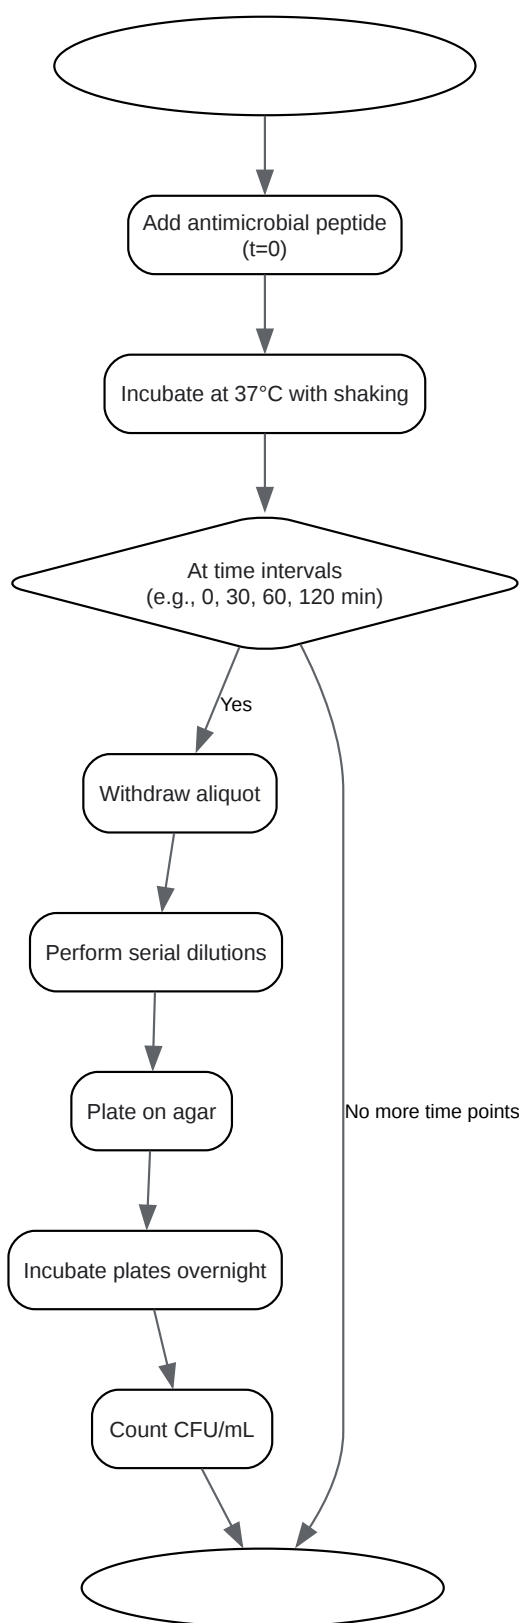 Add antimicrobial peptide
(t=0)
Incubate at 37°C with shaking
At time intervals
(e.g., 0, 30, 60, 120 min)
Yes
Withdraw aliquot
Perform serial dilutions
Plate on agar
No more time points
Incubate plates overnight
Count CFU/mL